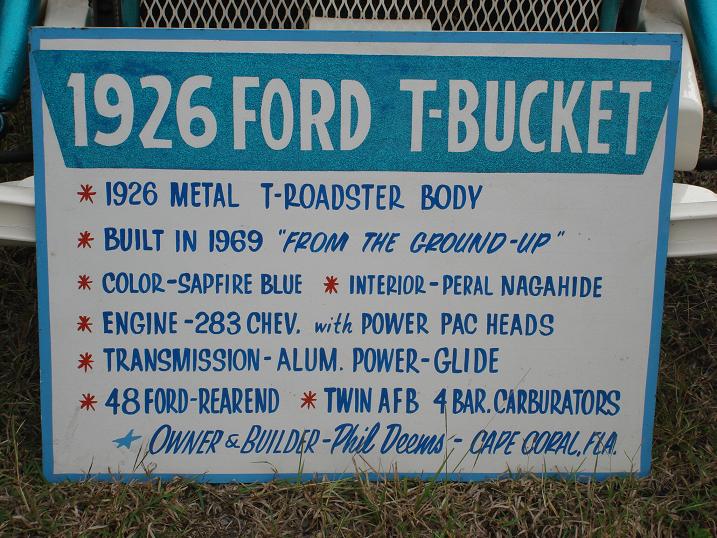 1926 FORD T-BUCKET
* 1926 METAL T-ROADSTER BODY
* BUILT IN 1969 "FROM THE GROUND-UP"
* COLOR-SAPFIRE BLUE * INTERIOR-PERAL NAGAHIDE
* ENGINE-283 CHEV. with POWER PAC HEADS
* TRANSMISSION-ALUM. POWER-GLIDE
* 48 FORD-REAREND * TWIN AFB 4 BAR. CARBURATORS
★ OWNER & BUILDER-Phil Deems- CAPE CORAL, FLA.